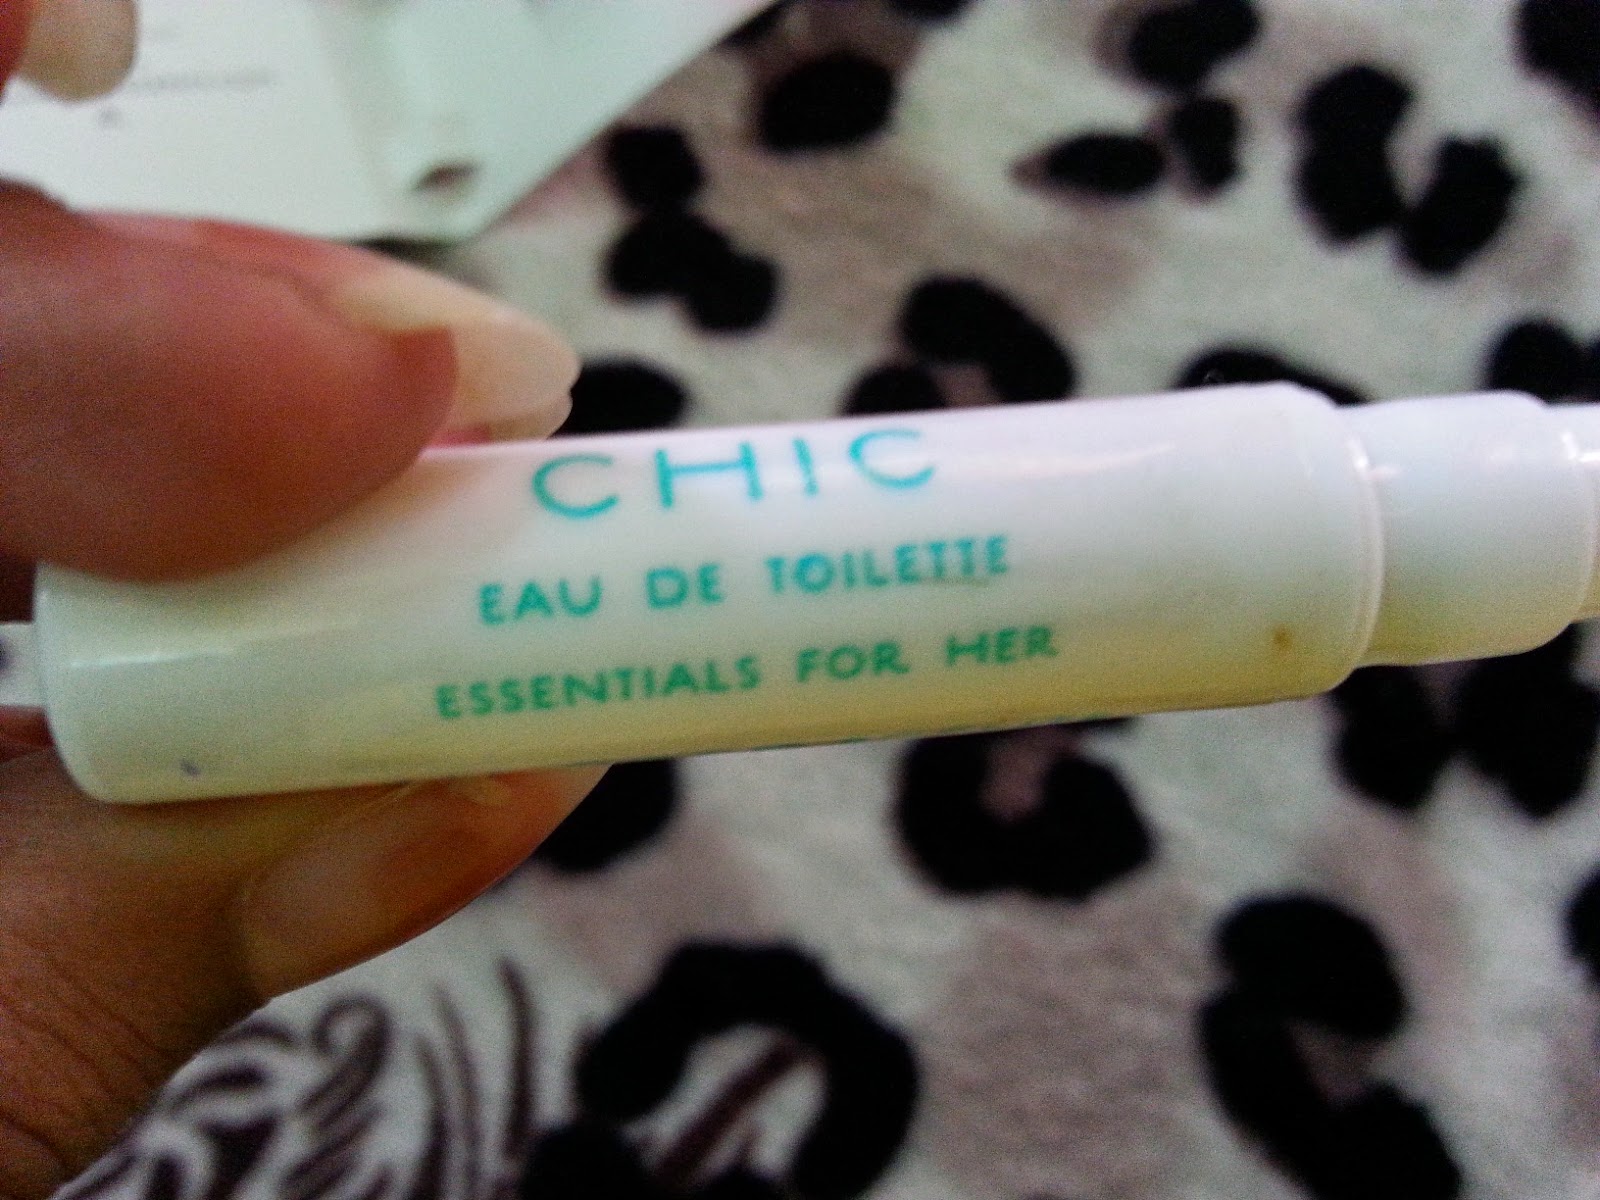 CHIC
EAU DE TOILETTE
ESSENTIALS FOR HER